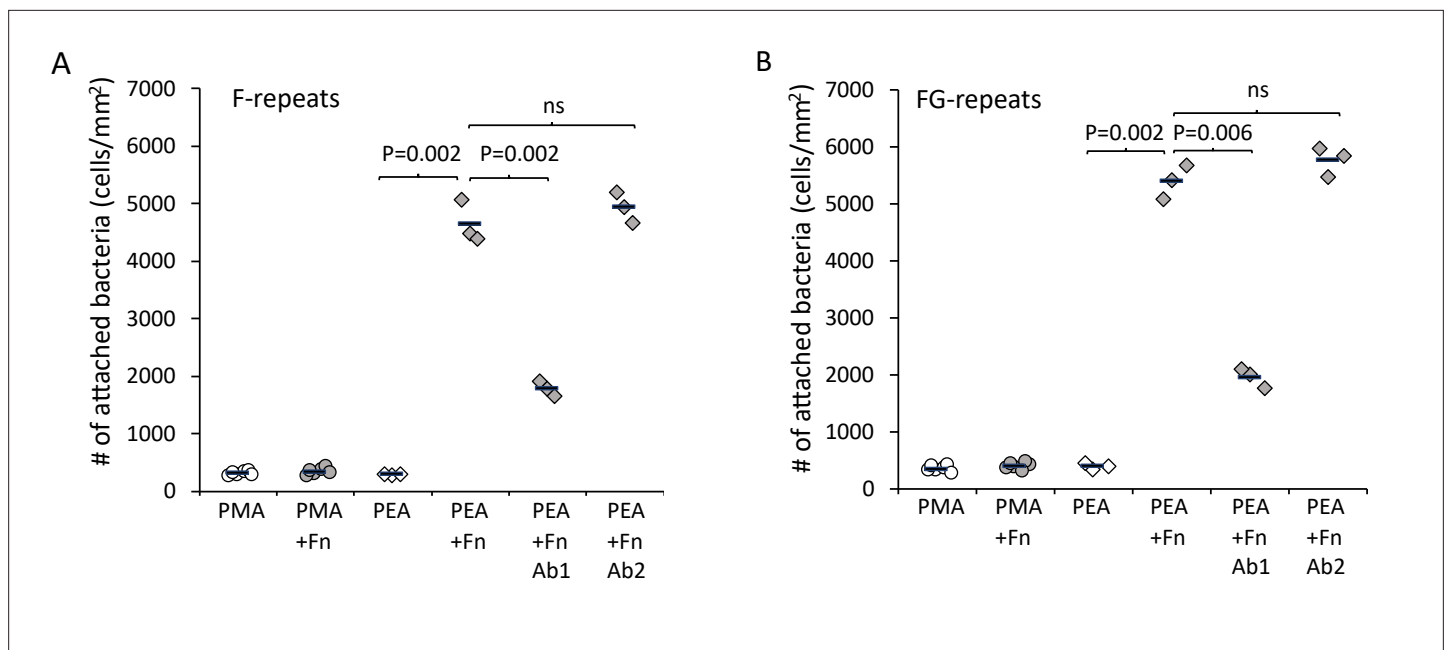 A
F-repeats
# of attached bacteria (cells/mm²)
7000
6000
5000
4000
3000
2000
1000
0
ns
P=0.002 P=0.002
PMA PMA PEA PEA PEA PEA
+Fn +Fn +Fn +Fn
Ab1 Ab2
B
FG-repeats
# of attached bacteria (cells/mm²)
7000
6000
5000
4000
3000
2000
1000
0
ns
P=0.002 P=0.006
PMA PMA PEA PEA PEA PEA
+Fn +Fn +Fn +Fn
Ab1 Ab2